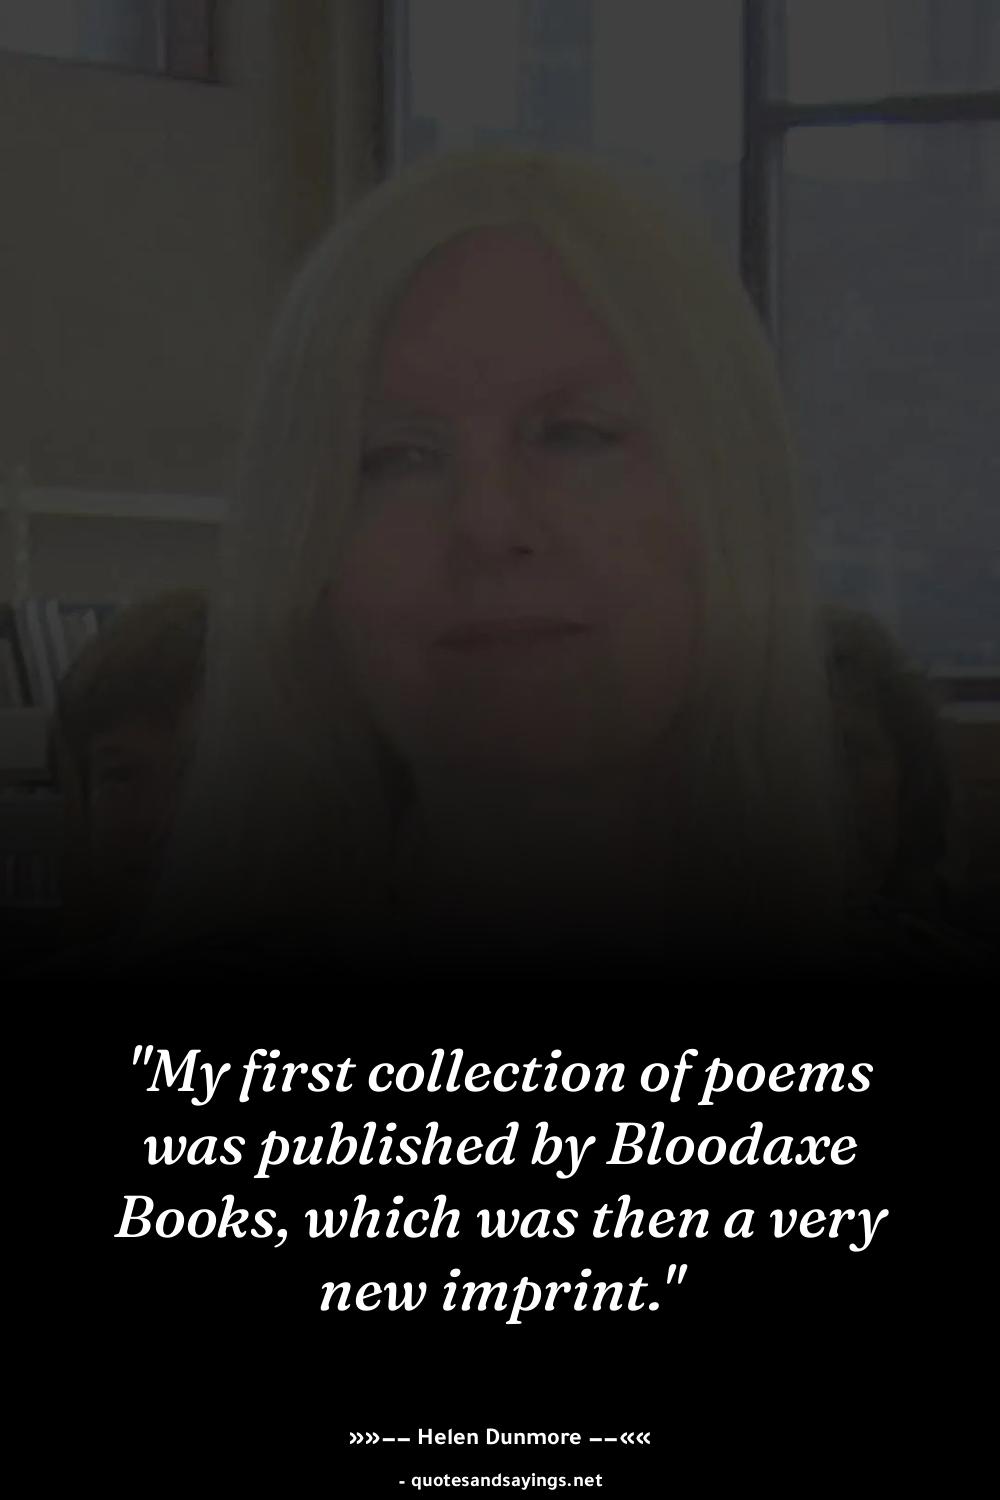 "My first collection of poems
was published by Bloodaxe
Books, which was then a very
new imprint."
»»–– Helen Dunmore ––««
- quotesandsayings.net